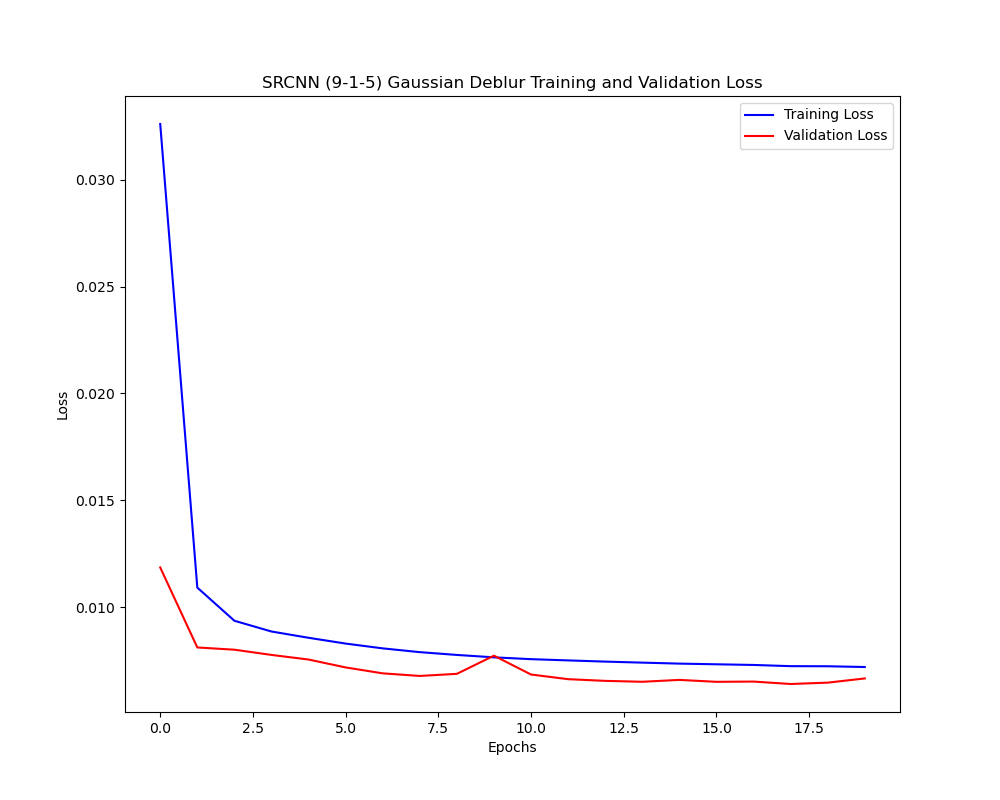 SRCNN (9-1-5) Gaussian Deblur Training and Validation Loss
Training Loss
Validation Loss
0.030
0.025
0.020
0.015
0.010
Loss
0.0 2.5 5.0 7.5 10.0 12.5 15.0 17.5
Epochs